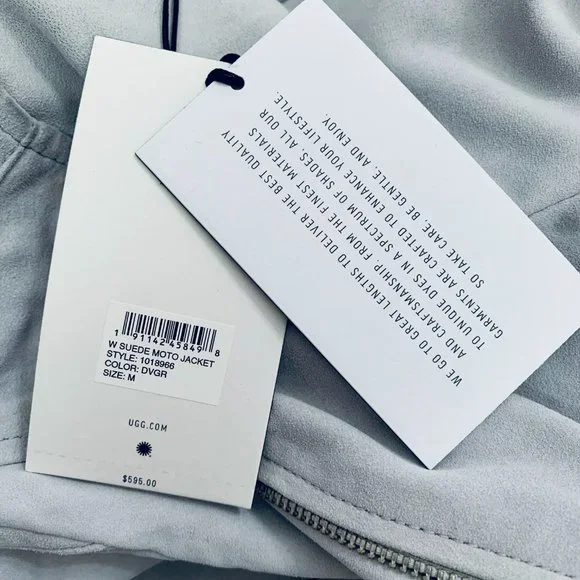 1 91142 45849 8
W SUEDE MOTO JACKET
STYLE: 1018966
COLOR: DVGR
SIZE: M
UGG.COM
$595.00
WE GO TO GREAT LENGTHS TO DELIVER THE BEST QUALITY
AND CRAFTSMANSHIP. FROM THE FINEST MATERIALS
TO UNIQUE DYES IN A SPECTRUM OF SHADES, ALL OUR
GARMENTS ARE CRAFTED TO ENHANCE YOUR LIFESTYLE.
SO TAKE CARE, BE GENTLE, AND ENJOY.